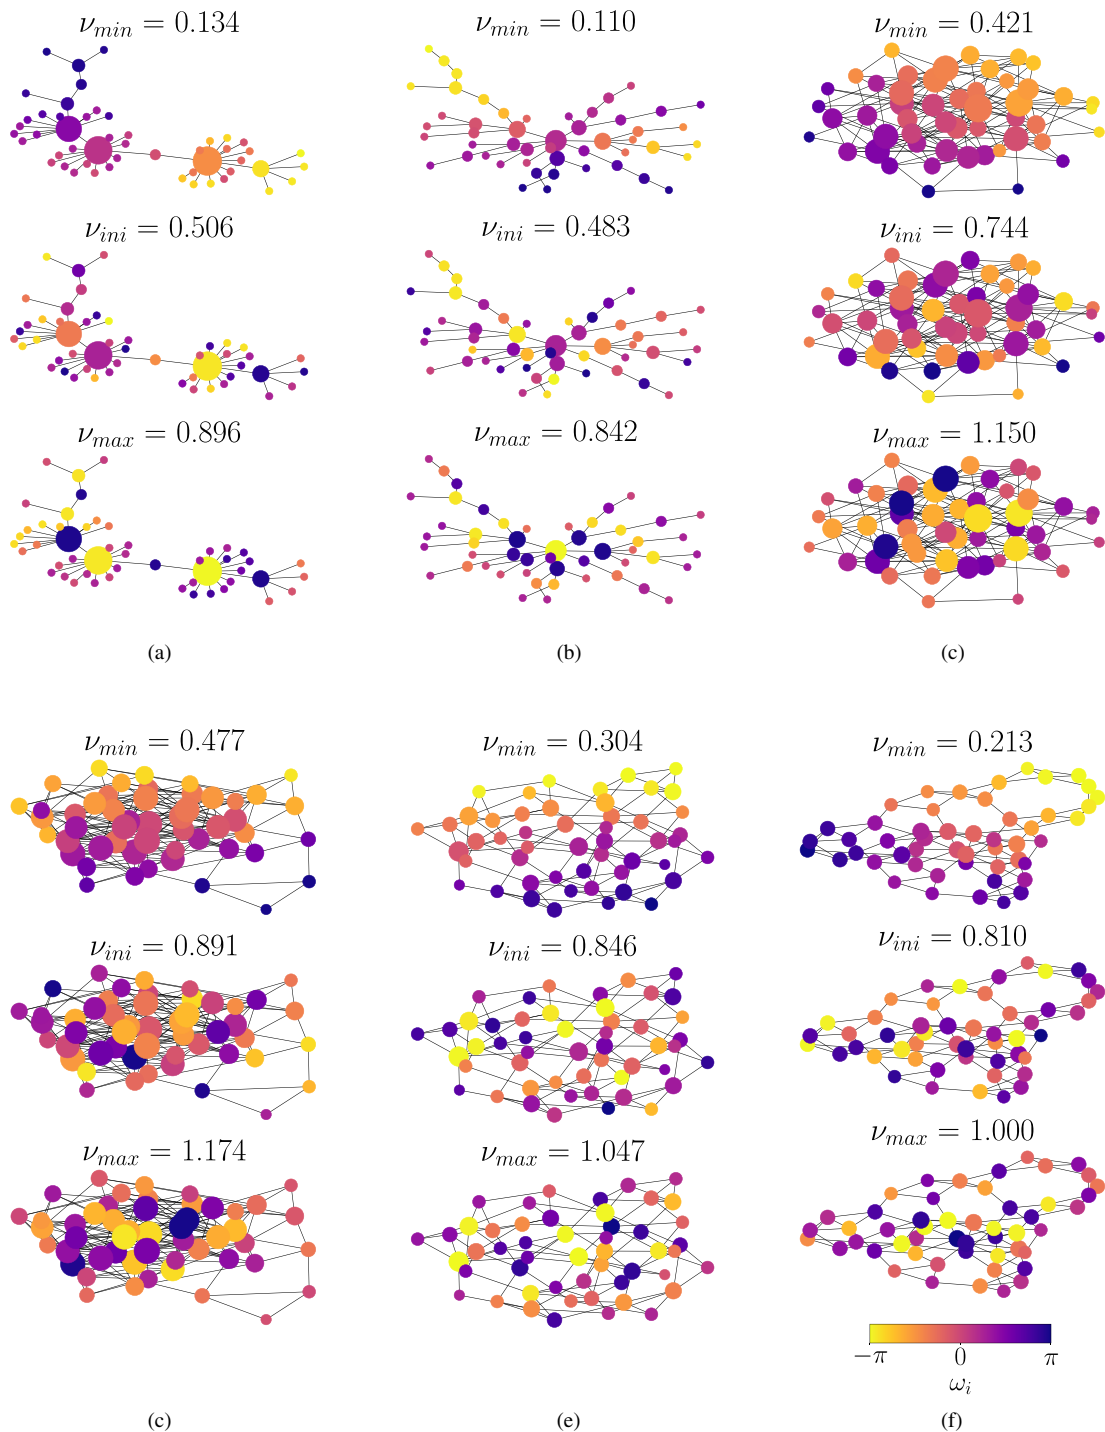 ν_min = 0.134
ν_min = 0.110
ν_min = 0.421
ν_ini = 0.506
ν_ini = 0.483
ν_ini = 0.744
ν_max = 0.896
ν_max = 0.842
ν_max = 1.150
(a)
(b)
(c)
ν_min = 0.477
ν_min = 0.304
ν_min = 0.213
ν_ini = 0.891
ν_ini = 0.846
ν_ini = 0.810
ν_max = 1.174
ν_max = 1.047
ν_max = 1.000
−π 0 π
ω_i
(c)
(e)
(f)